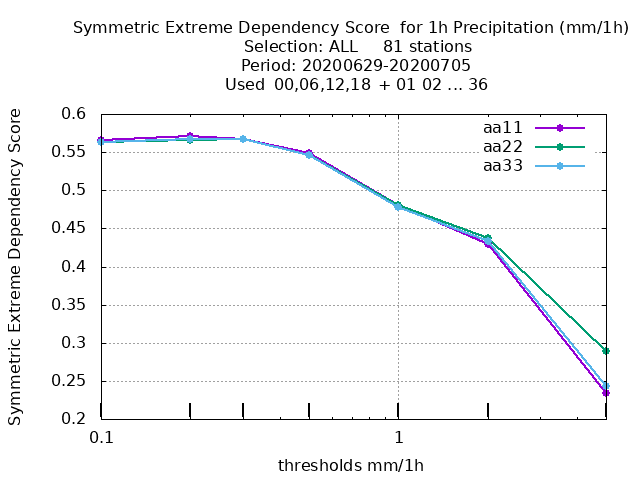 Symmetric Extreme Dependency Score  for 1h Precipitation (mm/1h)
Selection: ALL     81 stations
Period: 20200629-20200705
Used  00,06,12,18  + 01 02 ... 36
aa11
aa22
aa33
Symmetric Extreme Dependency Score
0.6
0.55
0.5
0.45
0.4
0.35
0.3
0.25
0.2
0.1
1
thresholds mm/1h